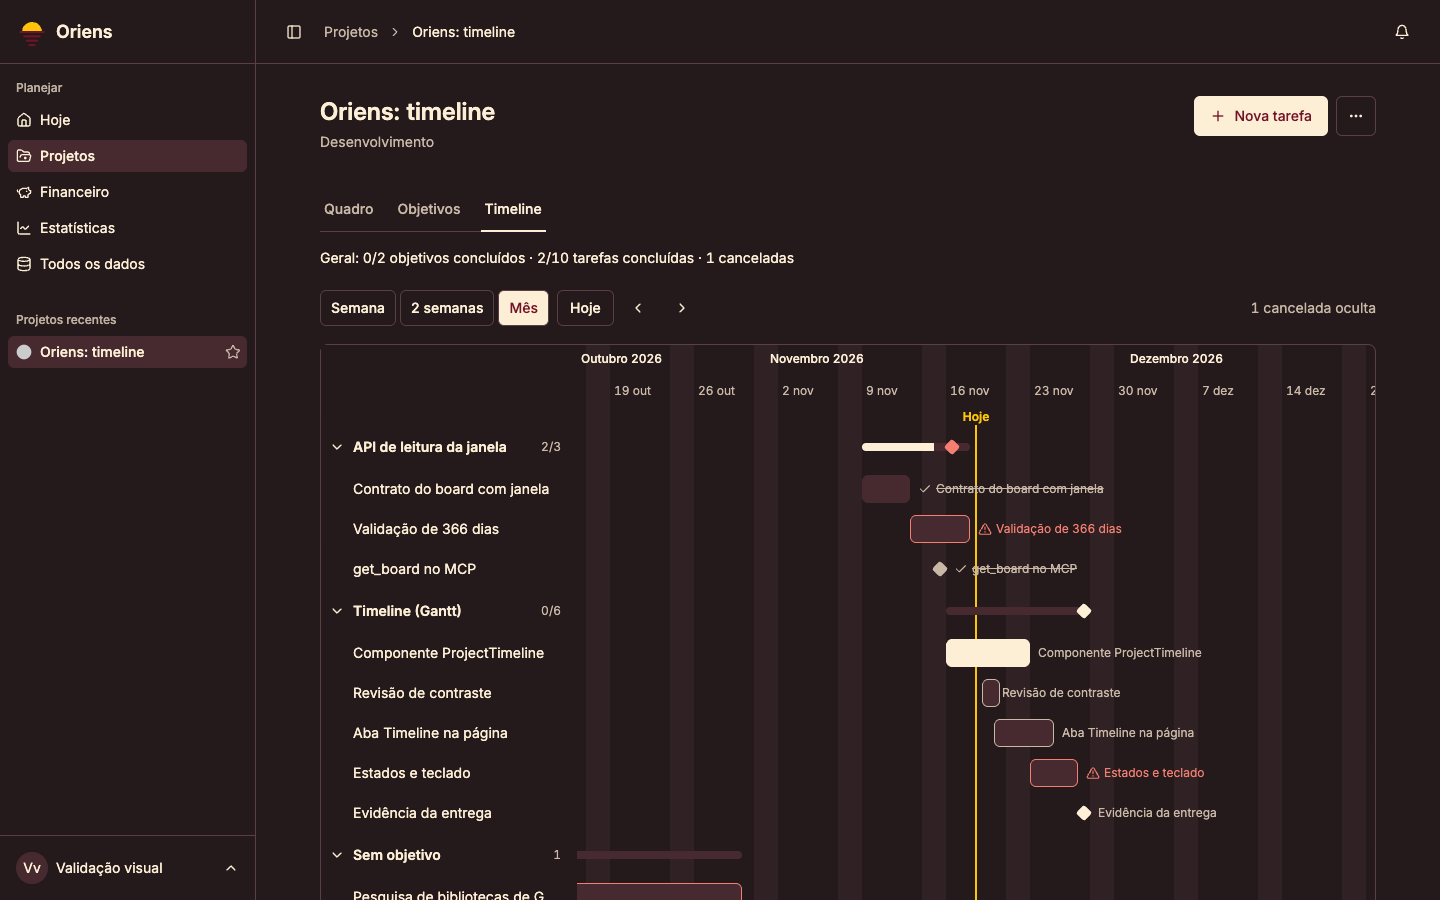 Oriens
Projetos > Oriens: timeline
Planejar
Hoje
Projetos
Financeiro
Estatísticas
Todos os dados
Projetos recentes
Oriens: timeline
Vv Validação visual
Oriens: timeline
Desenvolvimento
+ Nova tarefa
Quadro Objetivos Timeline
Geral: 0/2 objetivos concluídos · 2/10 tarefas concluídas · 1 canceladas
Semana 2 semanas Mês Hoje 1 cancelada oculta
Outubro 2026 Novembro 2026 Dezembro 2026
19 out 26 out 2 nov 9 nov 16 nov 23 nov 30 nov 7 dez 14 dez
Hoje
API de leitura da janela 2/3
Contrato do board com janela Contrato do board com janela
Validação de 366 dias Validação de 366 dias
get_board no MCP get_board no MCP
Timeline (Gantt) 0/6
Componente ProjectTimeline Componente ProjectTimeline
Revisão de contraste Revisão de contraste
Aba Timeline na página Aba Timeline na página
Estados e teclado Estados e teclado
Evidência da entrega Evidência da entrega
Sem objetivo 1
Pesquisa de bibliotecas de G